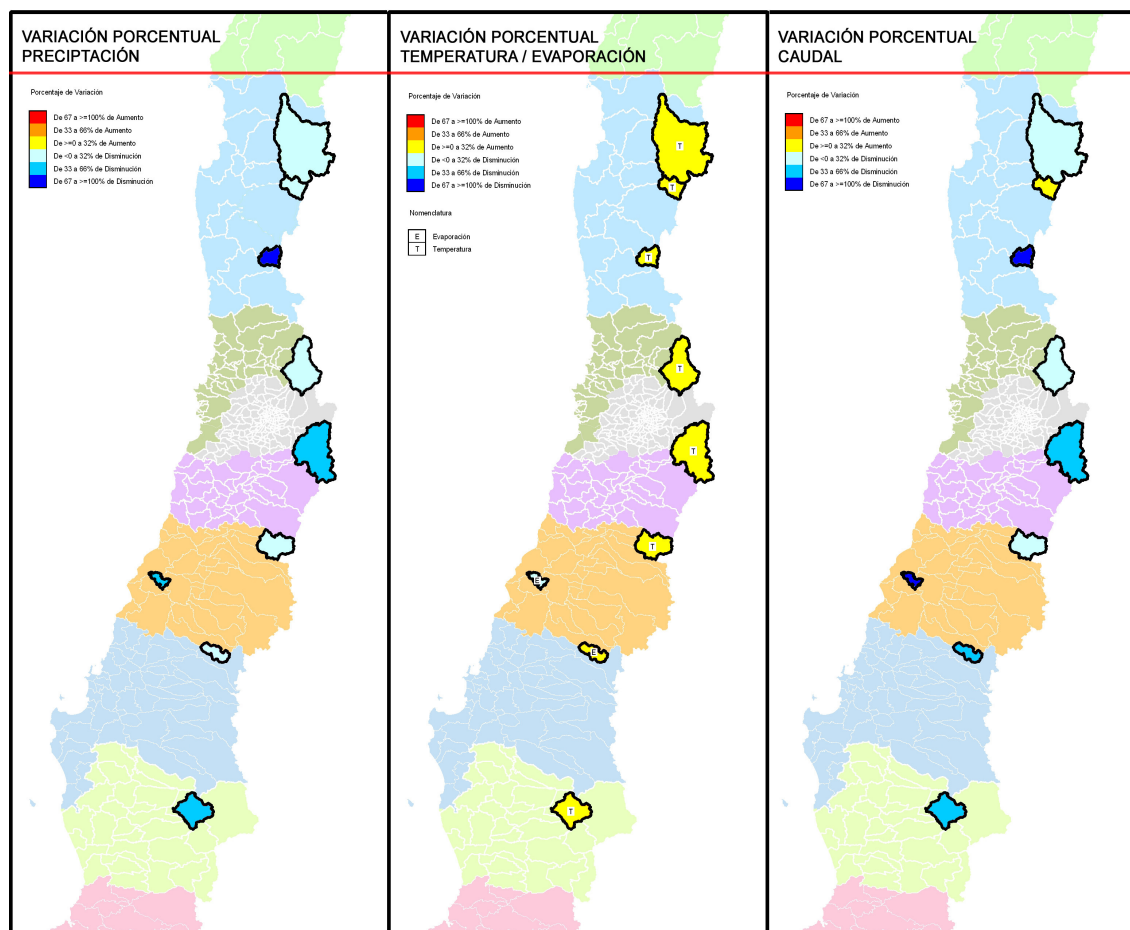 VARIACIÓN PORCENTUAL
PRECIPTACIÓN
Porcentaje de Variación
De 67 a >=100% de Aumento
De 33 a 66% de Aumento
De >=0 a 32% de Aumento
De <0 a 32% de Disminución
De 33 a 66% de Disminución
De 67 a >=100% de Disminución
VARIACIÓN PORCENTUAL
TEMPERATURA / EVAPORACIÓN
Porcentaje de Variación
De 67 a >=100% de Aumento
De 33 a 66% de Aumento
De >=0 a 32% de Aumento
De <0 a 32% de Disminución
De 33 a 66% de Disminución
De 67 a >=100% de Disminución
Nomenclatura
E Evaporación
T Temperatura
T
T
T
T
T
T
E
E
T
VARIACIÓN PORCENTUAL
CAUDAL
Porcentaje de Variación
De 67 a >=100% de Aumento
De 33 a 66% de Aumento
De >=0 a 32% de Aumento
De <0 a 32% de Disminución
De 33 a 66% de Disminución
De 67 a >=100% de Disminución